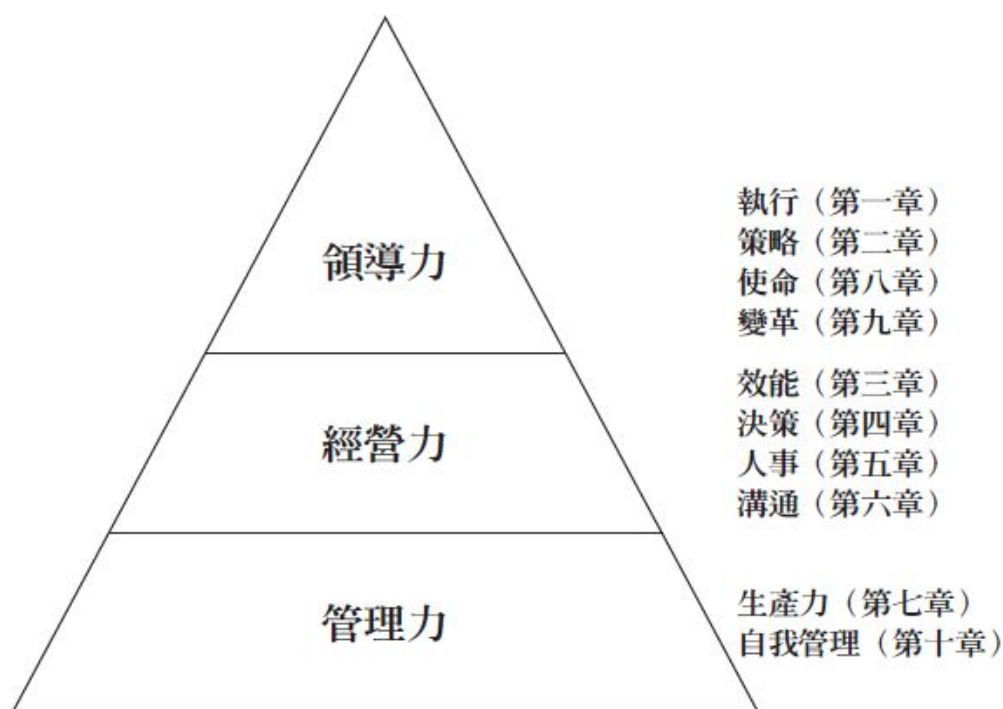 領導力
執行（第一章）
策略（第二章）
使命（第八章）
變革（第九章）
經營力
效能（第三章）
決策（第四章）
人事（第五章）
溝通（第六章）
管理力
生產力（第七章）
自我管理（第十章）